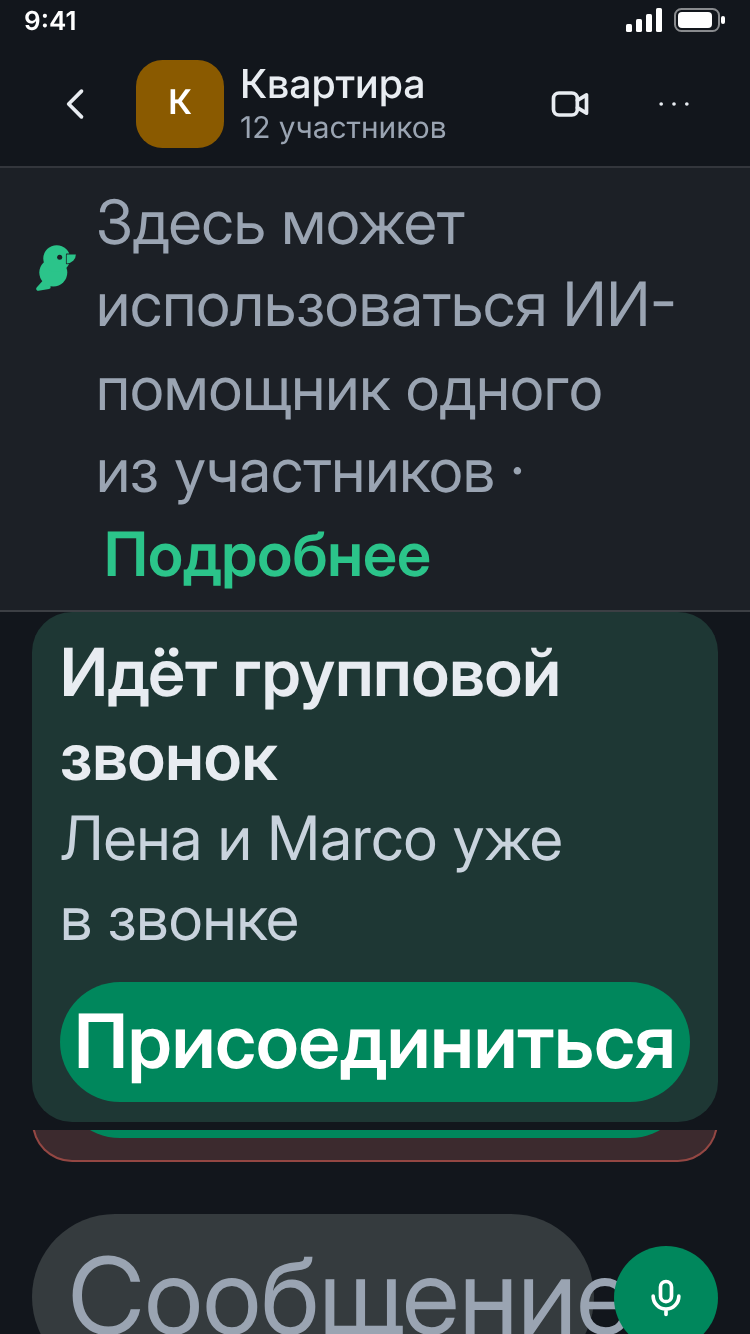 9:41
К
Квартира
12 участников
Здесь может
использоваться ИИ-
помощник одного
из участников ·
Подробнее
Идёт групповой
звонок
Лена и Marco уже
в звонке
Присоединиться
Сообщение